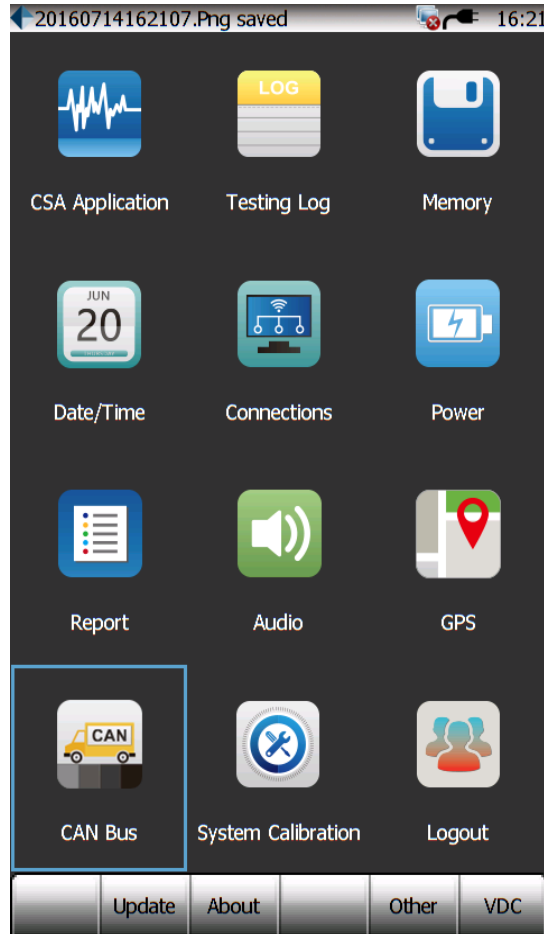 20160714162107.Png saved 16:21
LOG
CSA Application Testing Log Memory
JUN
20
Date/Time Connections Power
Report Audio GPS
CAN
CAN Bus System Calibration Logout
Update About Other VDC